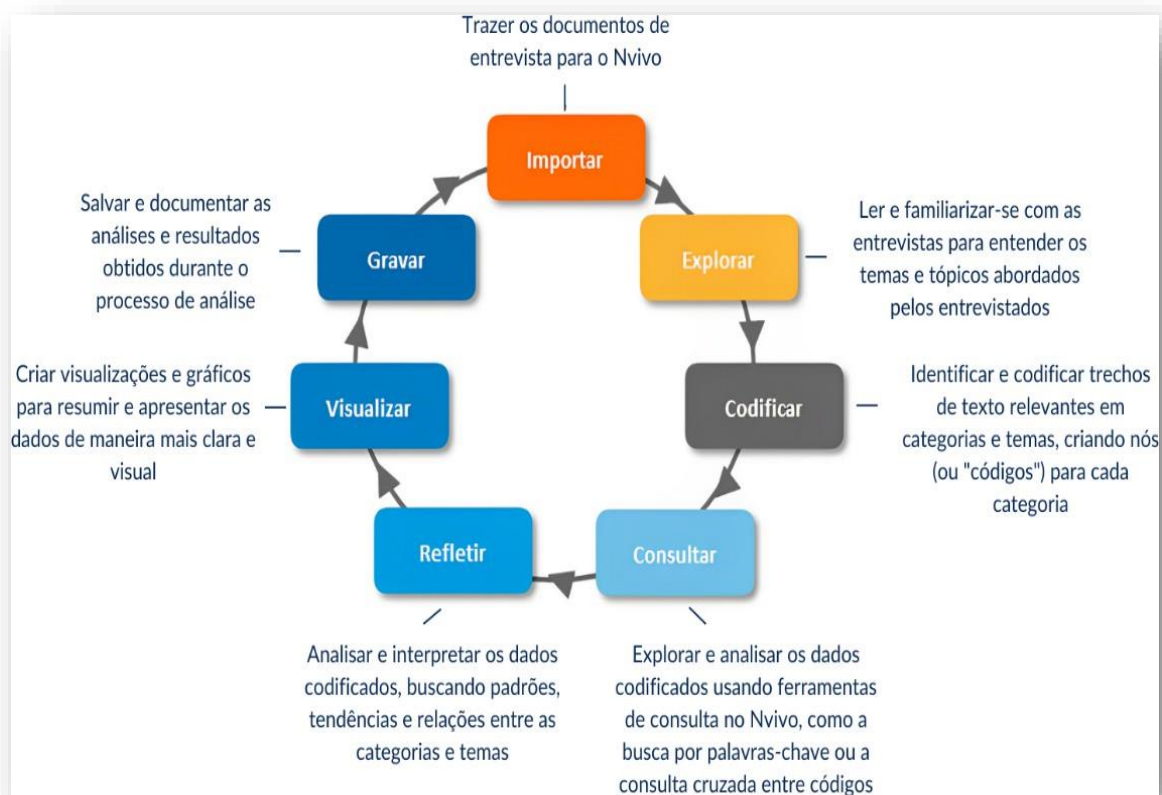 Trazer os documentos de
entrevista para o Nvivo
Importar
Explorar
Ler e familiarizar-se com as
entrevistas para entender os
temas e tópicos abordados
pelos entrevistados
Codificar
Identificar e codificar trechos
de texto relevantes em
categorias e temas, criando nós
(ou "códigos") para cada
categoria
Consultar
Explorar e analisar os dados
codificados usando ferramentas
de consulta no Nvivo, como a
busca por palavras-chave ou a
consulta cruzada entre códigos
Refletir
Analisar e interpretar os dados
codificados, buscando padrões,
tendências e relações entre as
categorias e temas
Visualizar
Criar visualizações e gráficos
para resumir e apresentar os
dados de maneira mais clara e
visual
Gravar
Salvar e documentar as
análises e resultados
obtidos durante o
processo de análise